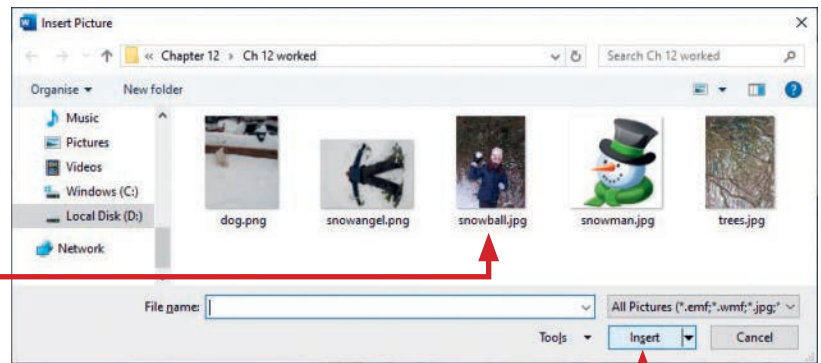 Insert Picture
« Chapter 12 › Ch 12 worked
Search Ch 12 worked
Organise
New folder
Music
Pictures
Videos
Windows (C:)
Local Disk (D:)
Network
dog.png
snowangel.png
snowball.jpg
snowman.jpg
trees.jpg
File name:
All Pictures (*.emf;*.wmf;*.jpg;*
Tools
Insert
Cancel